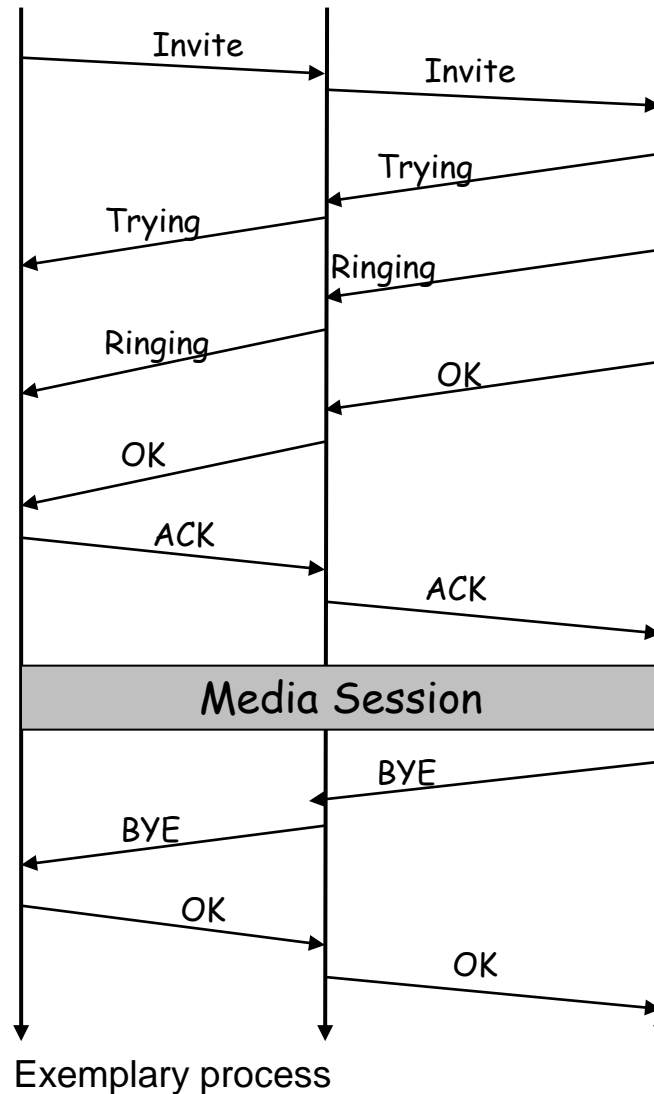 Invite
Invite
Trying
Trying
Ringing
Ringing
OK
OK
ACK
ACK
Media Session
BYE
BYE
OK
OK
Exemplary process